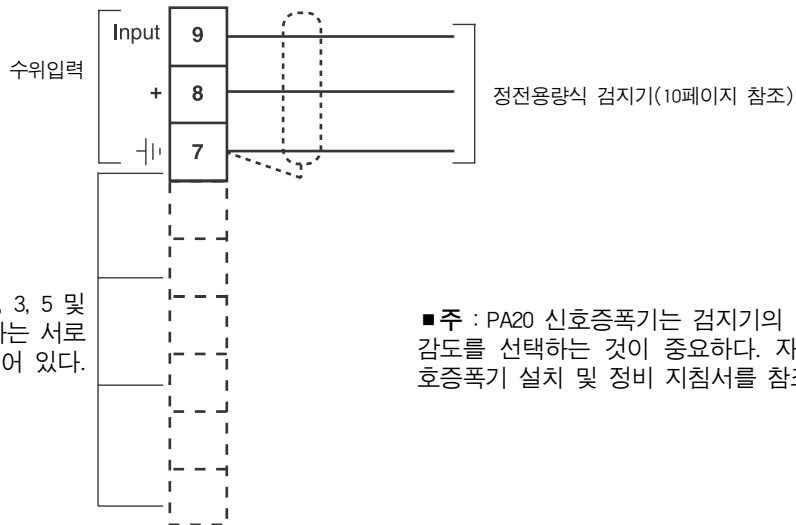 Input 9
수위입력
+ 8
정전용량식 검지기(10페이지 참조)
7
3, 5 및
는 서로
어 있다.
■주 : PA20 신호증폭기는 검지기의
감도를 선택하는 것이 중요하다. 자
호증폭기 설치 및 정비 지침서를